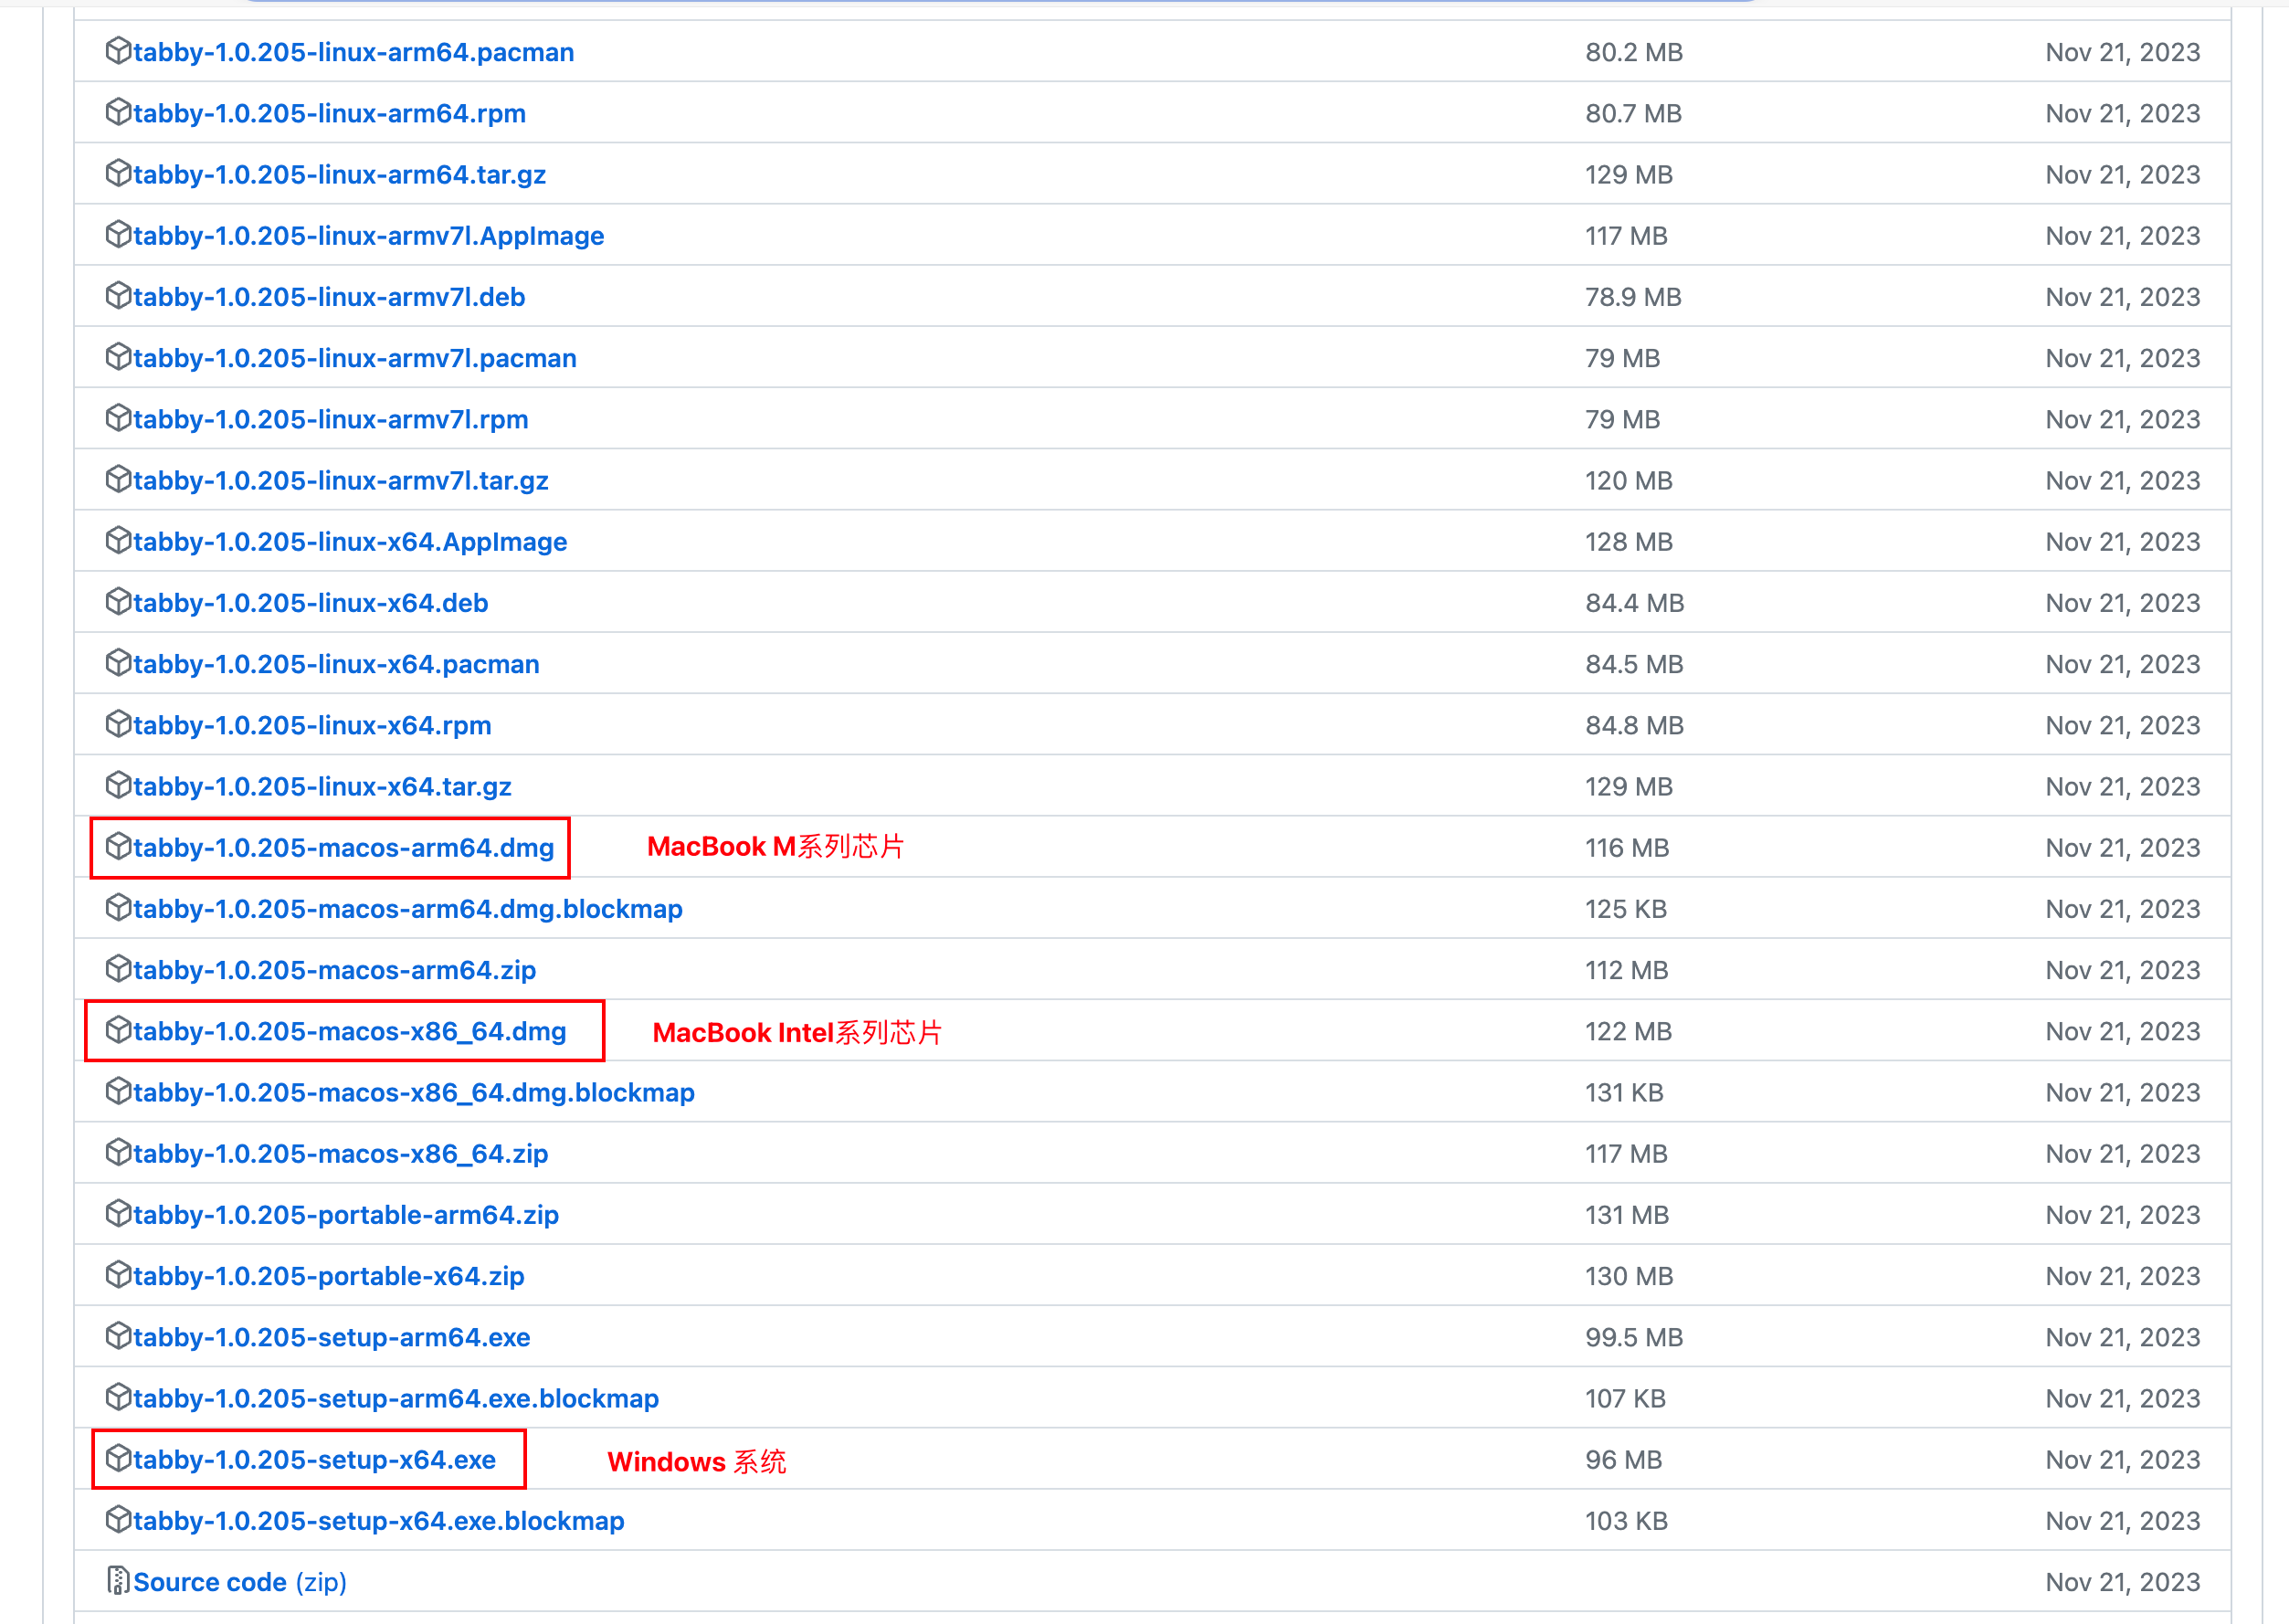 tabby-1.0.205-linux-arm64.pacman 80.2 MB Nov 21, 2023
tabby-1.0.205-linux-arm64.rpm 80.7 MB Nov 21, 2023
tabby-1.0.205-linux-arm64.tar.gz 129 MB Nov 21, 2023
tabby-1.0.205-linux-armv7l.AppImage 117 MB Nov 21, 2023
tabby-1.0.205-linux-armv7l.deb 78.9 MB Nov 21, 2023
tabby-1.0.205-linux-armv7l.pacman 79 MB Nov 21, 2023
tabby-1.0.205-linux-armv7l.rpm 79 MB Nov 21, 2023
tabby-1.0.205-linux-armv7l.tar.gz 120 MB Nov 21, 2023
tabby-1.0.205-linux-x64.AppImage 128 MB Nov 21, 2023
tabby-1.0.205-linux-x64.deb 84.4 MB Nov 21, 2023
tabby-1.0.205-linux-x64.pacman 84.5 MB Nov 21, 2023
tabby-1.0.205-linux-x64.rpm 84.8 MB Nov 21, 2023
tabby-1.0.205-linux-x64.tar.gz 129 MB Nov 21, 2023
tabby-1.0.205-macos-arm64.dmg MacBook M系列芯片 116 MB Nov 21, 2023
tabby-1.0.205-macos-arm64.dmg.blockmap 125 KB Nov 21, 2023
tabby-1.0.205-macos-arm64.zip 112 MB Nov 21, 2023
tabby-1.0.205-macos-x86_64.dmg MacBook Intel系列芯片 122 MB Nov 21, 2023
tabby-1.0.205-macos-x86_64.dmg.blockmap 131 KB Nov 21, 2023
tabby-1.0.205-macos-x86_64.zip 117 MB Nov 21, 2023
tabby-1.0.205-portable-arm64.zip 131 MB Nov 21, 2023
tabby-1.0.205-portable-x64.zip 130 MB Nov 21, 2023
tabby-1.0.205-setup-arm64.exe 99.5 MB Nov 21, 2023
tabby-1.0.205-setup-arm64.exe.blockmap 107 KB Nov 21, 2023
tabby-1.0.205-setup-x64.exe Windows 系统 96 MB Nov 21, 2023
tabby-1.0.205-setup-x64.exe.blockmap 103 KB Nov 21, 2023
Source code (zip) Nov 21, 2023